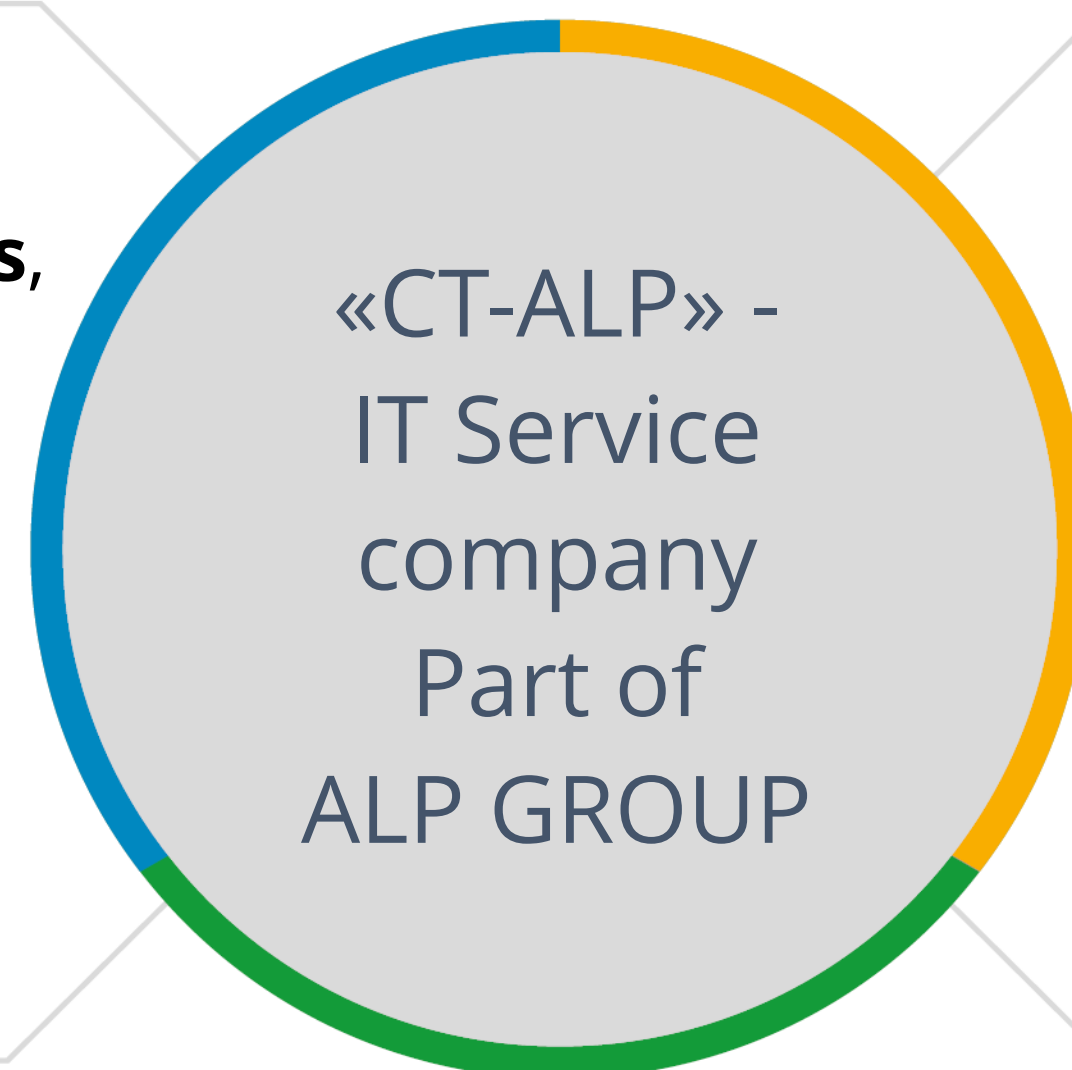 s,
«CT-ALP» -
IT Service
company
Part of
ALP GROUP